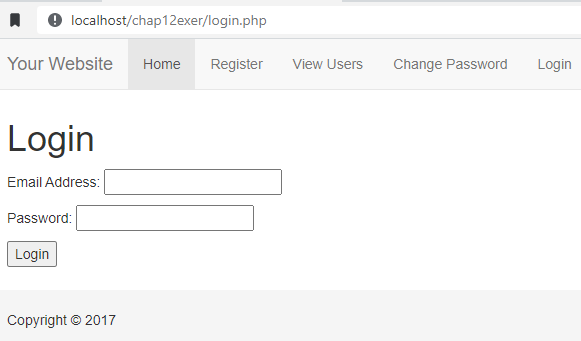 localhost/chap12exer/login.php
Your Website Home Register View Users Change Password Login
Login
Email Address:
Password:
Login
Copyright © 2017